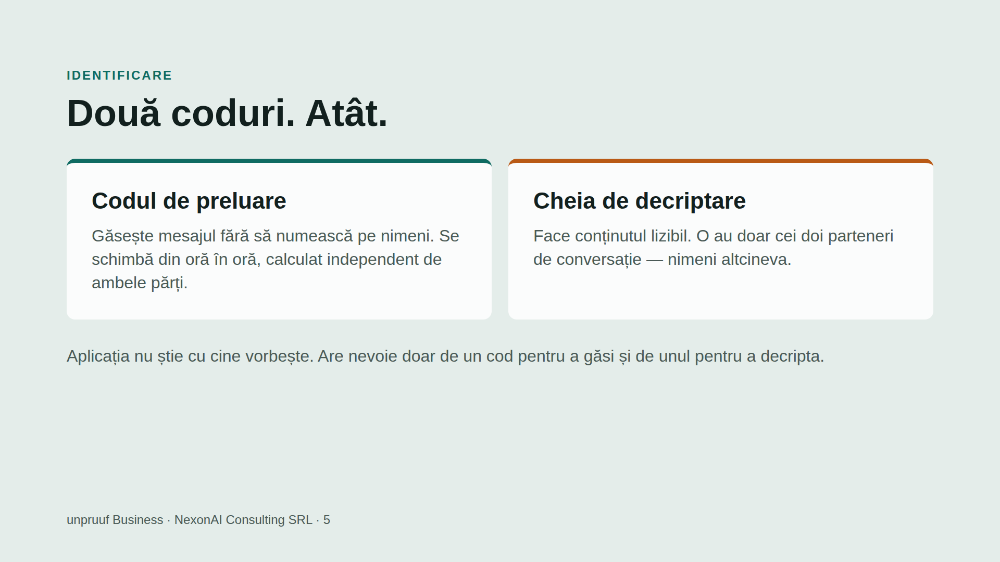 IDENTIFICARE
Două coduri. Atât.
Codul de preluare
Găsește mesajul fără să numească pe nimeni. Se
schimbă din oră în oră, calculat independent de
ambele părți.
Cheia de decriptare
Face conținutul lizibil. O au doar cei doi parteneri
de conversație — nimeni altcineva.
Aplicația nu știe cu cine vorbește. Are nevoie doar de un cod pentru a găsi și de unul pentru a decripta.
unpruuf Business · NexonAI Consulting SRL · 5